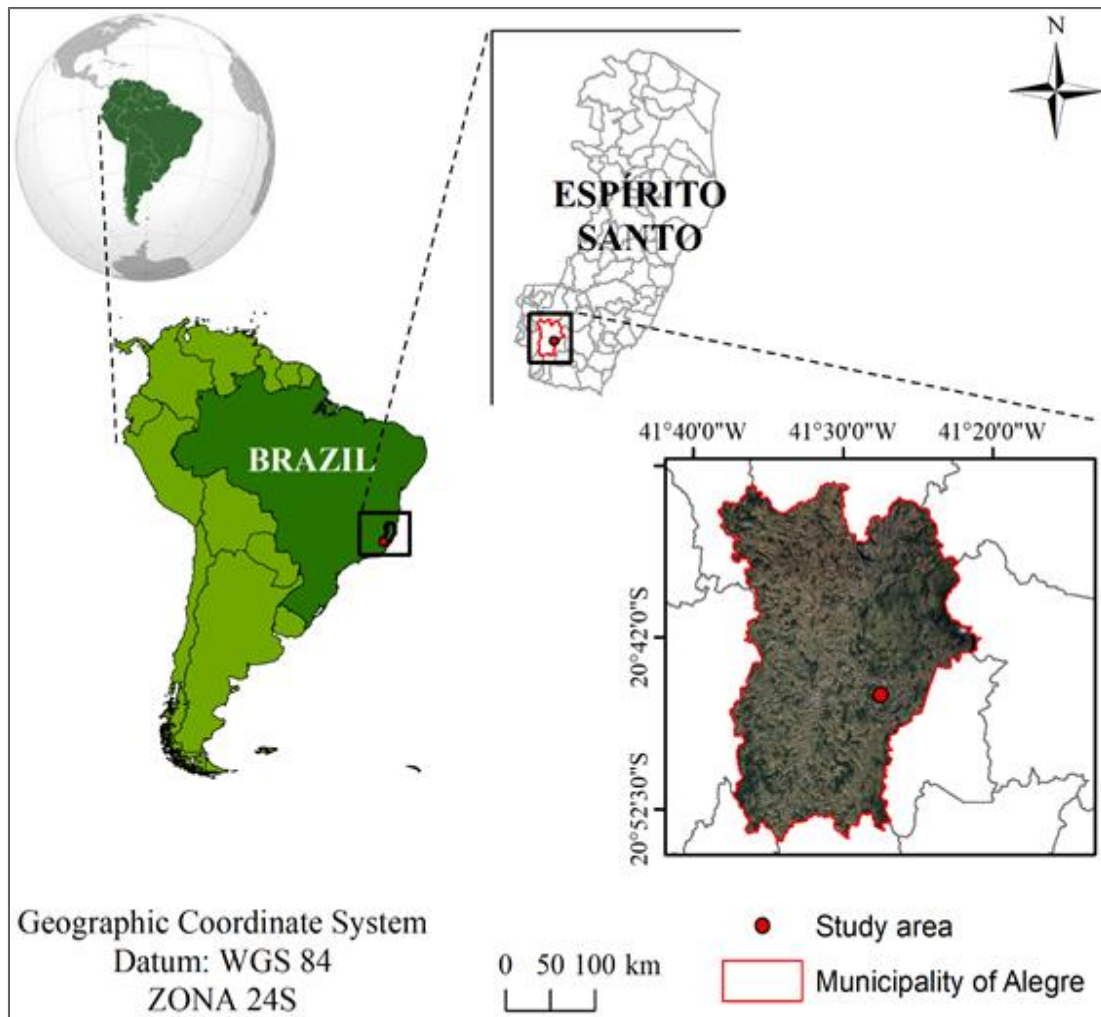 N
ESPÍRITO
SANTO
BRAZIL
41°40'0"W 41°30'0"W 41°20'0"W
20°42'0"S
20°52'30"S
Geographic Coordinate System
Datum: WGS 84
ZONA 24S
0 50 100 km
Study area
Municipality of Alegre